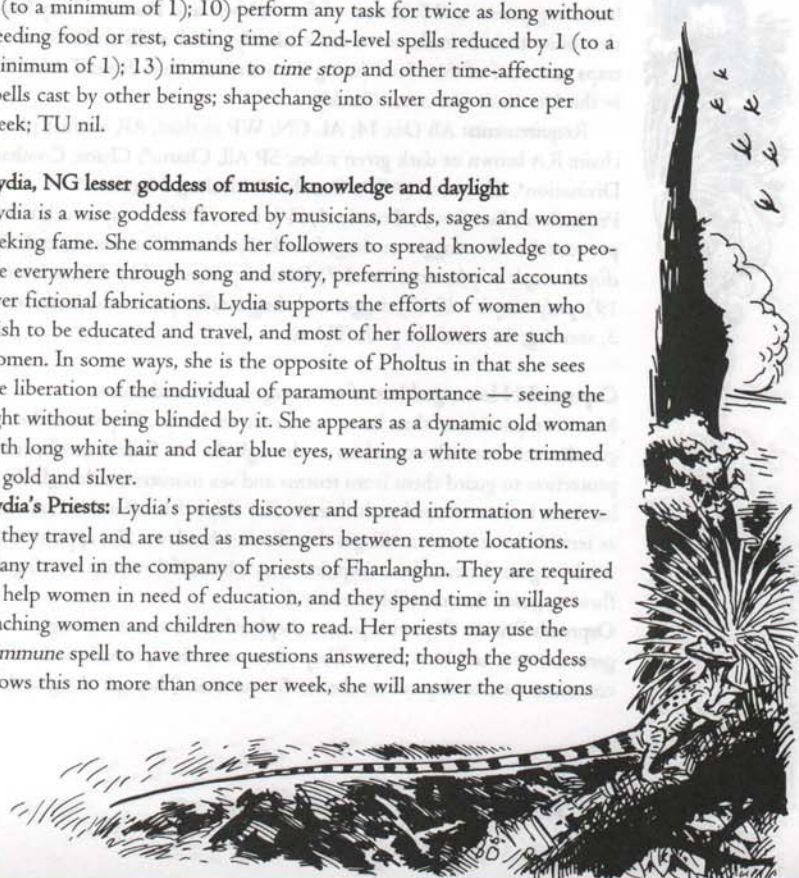 (to a minimum of 1); 10) perform any task for twice as long without
eeding food or rest, casting time of 2nd-level spells reduced by 1 (to a
inimum of 1); 13) immune to time stop and other time-affecting
ells cast by other beings; shapechange into silver dragon once per
eek; TU nil.
ydia, NG lesser goddess of music, knowledge and daylight
ydia is a wise goddess favored by musicians, bards, sages and women
eking fame. She commands her followers to spread knowledge to peo-
e everywhere through song and story, preferring historical accounts
ver fictional fabrications. Lydia supports the efforts of women who
ish to be educated and travel, and most of her followers are such
omen. In some ways, she is the opposite of Pholtus in that she sees
e liberation of the individual of paramount importance — seeing the
ght without being blinded by it. She appears as a dynamic old woman
th long white hair and clear blue eyes, wearing a white robe trimmed
gold and silver.
ydia's Priests: Lydia's priests discover and spread information wherev-
they travel and are used as messengers between remote locations.
any travel in the company of priests of Fharlanghn. They are required
help women in need of education, and they spend time in villages
aching women and children how to read. Her priests may use the
mmune spell to have three questions answered; though the goddess
ows this no more than once per week, she will answer the questions